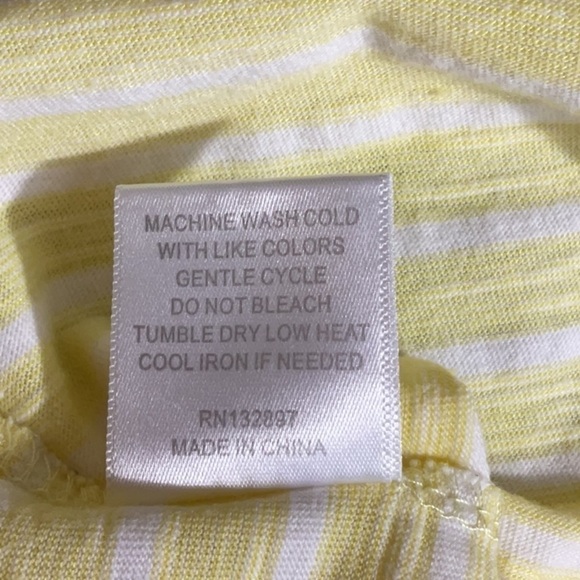 MACHINE WASH COLD
WITH LIKE COLORS
GENTLE CYCLE
DO NOT BLEACH
TUMBLE DRY LOW HEAT
COOL IRON IF NEEDED
RN132897
MADE IN CHINA